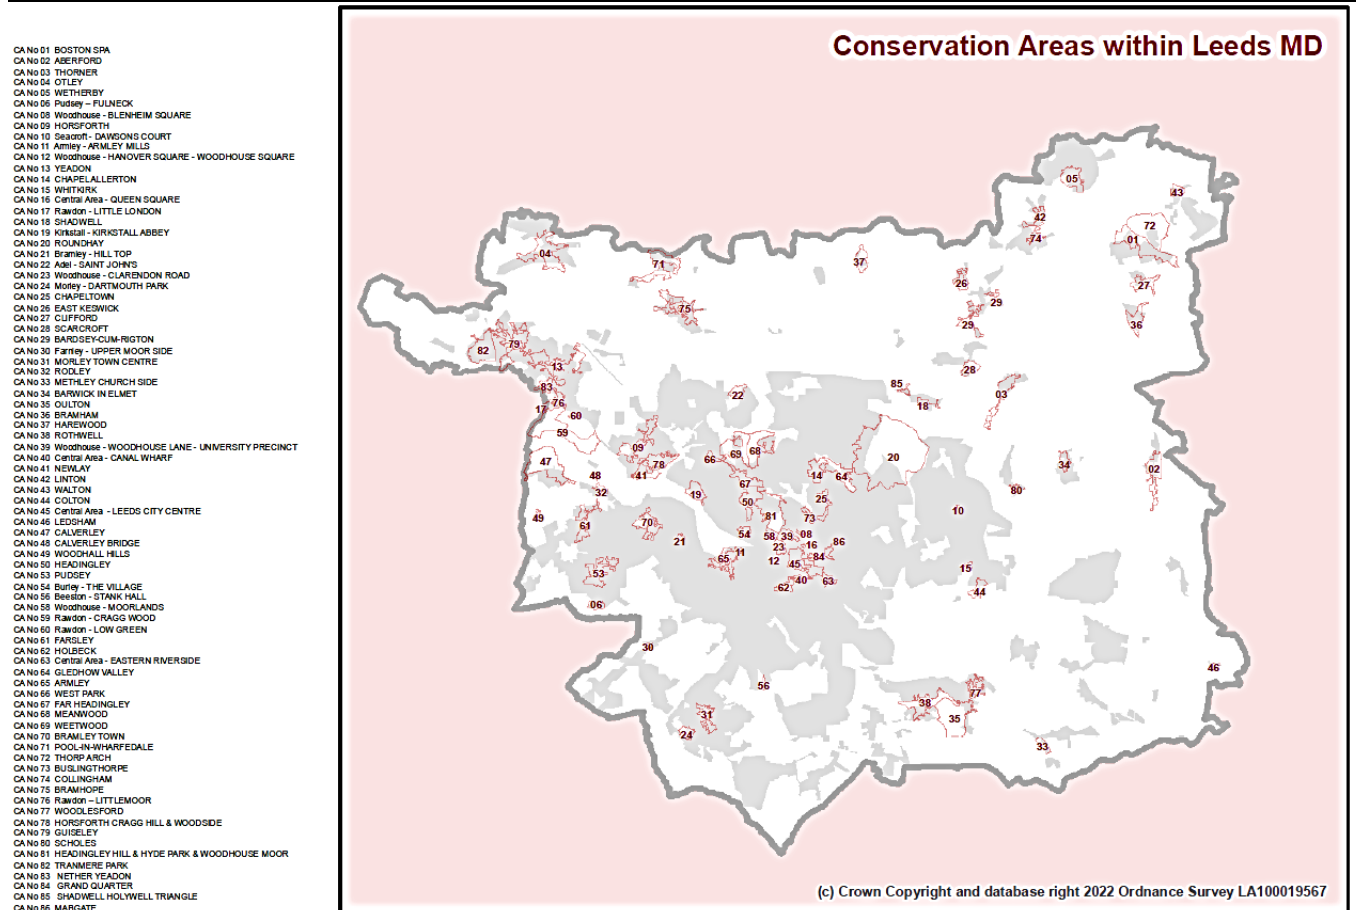 CA No 01 BOSTON SPA
CA No 02 ABERFORD
CA No 03 THORNER
CA No 04 OTLEY
CA No 05 WETHERBY
CA No 06 Pudsey – FULNECK
CA No 08 Woodhouse - BLENHEIM SQUARE
CA No 09 HORSFORTH
CA No 10 Seacroft - DAWSONS COURT
CA No 11 Armley - ARMLEY MILLS
CA No 12 Woodhouse - HANOVER SQUARE - WOODHOUSE SQUARE
CA No 13 YEADON
CA No 14 CHAPEL ALLERTON
CA No 15 WHITKIRK
CA No 16 Central Area - QUEEN SQUARE
CA No 17 Rawdon - LITTLE LONDON
CA No 18 SHADWELL
CA No 19 Kirkstall - KIRKSTALL ABBEY
CA No 20 ROUNDHAY
CA No 21 Bramley - HILL TOP
CA No 22 Adel - SAINT JOHN'S
CA No 23 Woodhouse - CLARENDON ROAD
CA No 24 Morley - DARTMOUTH PARK
CA No 25 CHAPELTOWN
CA No 26 EAST KESWICK
CA No 27 CLIFFORD
CA No 28 SCARCROFT
CA No 29 BARDSEY-CUM-RIGTON
CA No 30 Farnley - UPPER MOOR SIDE
CA No 31 MORLEY TOWN CENTRE
CA No 32 RODLEY
CA No 33 METHLEY CHURCH SIDE
CA No 34 BARWICK IN ELMET
CA No 35 OULTON
CA No 36 BRAMHAM
CA No 37 HAREWOOD
CA No 38 ROTHWELL
CA No 39 Woodhouse - WOODHOUSE LANE - UNIVERSITY PRECINCT
CA No 40 Central Area - CANAL WHARF
CA No 41 NEWLAY
CA No 42 LINTON
CA No 43 WALTON
CA No 44 COLTON
CA No 45 Central Area - LEEDS CITY CENTRE
CA No 46 LEDSHAM
CA No 47 CALVERLEY
CA No 48 CALVERLEY BRIDGE
CA No 49 WOODHALL HILLS
CA No 50 HEADINGLEY
CA No 53 PUDSEY
CA No 54 Burley - THE VILLAGE
CA No 56 Beeston - STANK HALL
CA No 58 Woodhouse - MOORLANDS
CA No 59 Rawdon - CRAGG WOOD
CA No 60 Rawdon - LOW GREEN
CA No 61 FARSLEY
CA No 62 HOLBECK
CA No 63 Central Area - EASTERN RIVERSIDE
CA No 64 GLEDHOW VALLEY
CA No 65 ARMLEY
CA No 66 WEST PARK
CA No 67 FAR HEADINGLEY
CA No 68 MEANWOOD
CA No 69 WEETWOOD
CA No 70 BRAMLEY TOWN
CA No 71 POOL-IN-WHARFEDALE
CA No 72 THORP ARCH
CA No 73 BUSLINGTHORPE
CA No 74 COLLINGHAM
CA No 75 BRAMHOPE
CA No 76 Rawdon – LITTLEMOOR
CA No 77 WOODLESFORD
CA No 78 HORSFORTH CRAGG HILL & WOODSIDE
CA No 79 GUISELEY
CA No 80 SCHOLES
CA No 81 HEADINGLEY HILL & HYDE PARK & WOODHOUSE MOOR
CA No 82 TRANMERE PARK
CA No 83 NETHER YEADON
CA No 84 GRAND QUARTER
CA No 85 SHADWELL HOLYWELL TRIANGLE
CA No 86 MABGATE
Conservation Areas within Leeds MD
05
43
42
72
74
01
04
71
37
26
27
29
75
29
36
79
82
13
28
83
85
22
03
76
17
18
60
59
09
68
69
66
20
47
78
34
02
41
48
14
64
67
80
32
19
25
50
10
49
81
73
70
61
54
58
39
08
21
86
23
16
11
65
12
45
84
15
53
40
63
62
44
06
30
46
56
77
38
31
35
24
33
(c) Crown Copyright and database right 2022 Ordnance Survey LA100019567